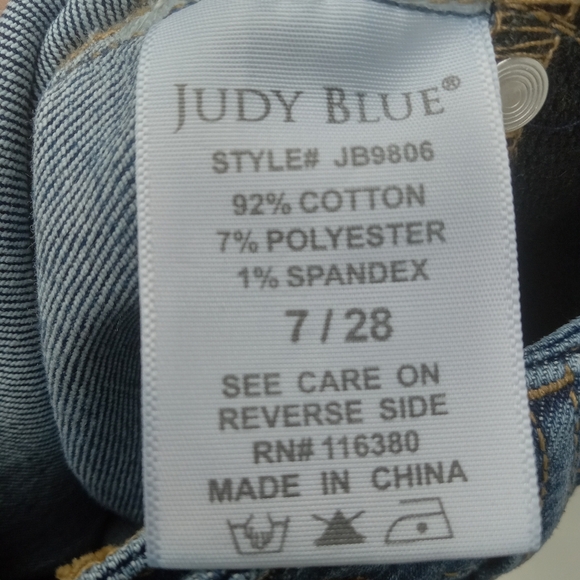 JUDY BLUE®
STYLE# JB9806
92% COTTON
7% POLYESTER
1% SPANDEX
7 / 28
SEE CARE ON
REVERSE SIDE
RN# 116380
MADE IN CHINA